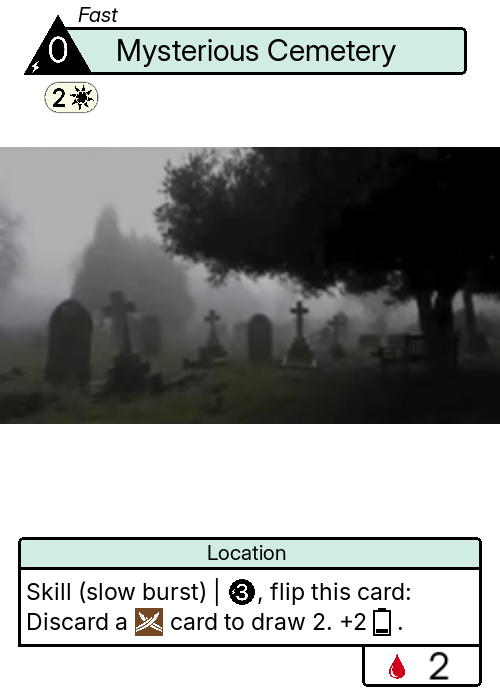 Fast
0 Mysterious Cemetery
2
Location
Skill (slow burst) | 3, flip this card:
Discard a card to draw 2. +2 .
2